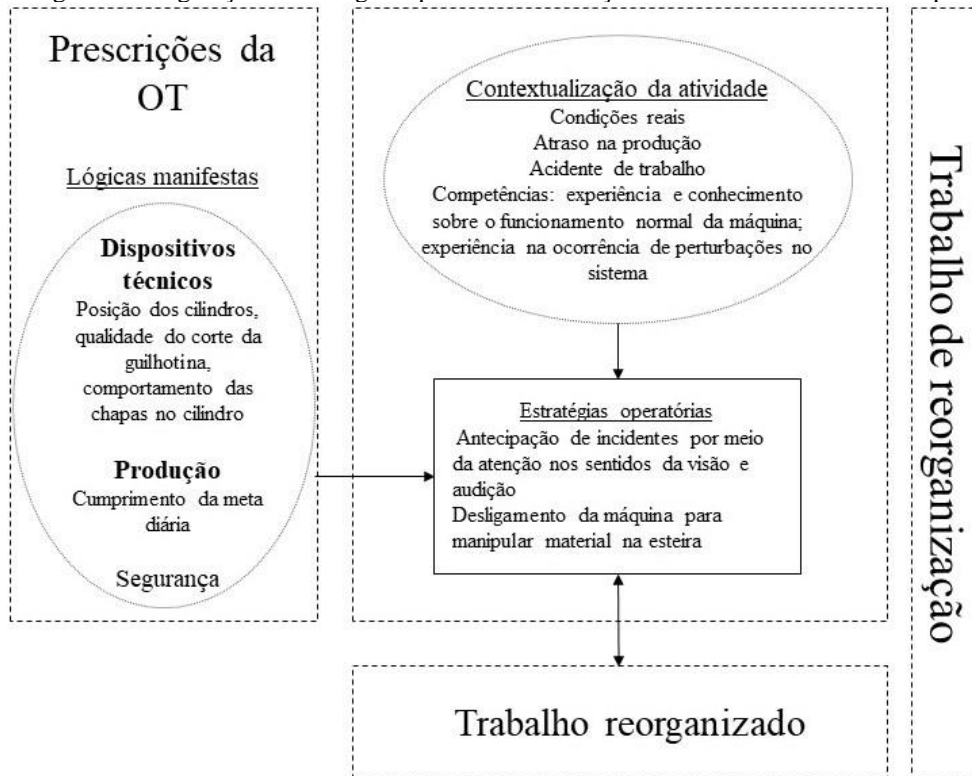 Prescrições da
OT
Lógicas manifestas
Dispositivos
técnicos
Posição dos cilindros,
qualidade do corte da
guilhotina,
comportamento das
chapas no cilindro
Produção
Cumprimento da meta
diária
Segurança
Contextualização da atividade
Condições reais
Atraso na produção
Acidente de trabalho
Competências: experiência e conhecimento
sobre o funcionamento normal da máquina;
experiência na ocorrência de perturbações no
sistema
Estratégias operatórias
Antecipação de incidentes por meio
da atenção nos sentidos da visão e
audição
Desligamento da máquina para
manipular material na esteira
Trabalho reorganizado
Trabalho de reorganização